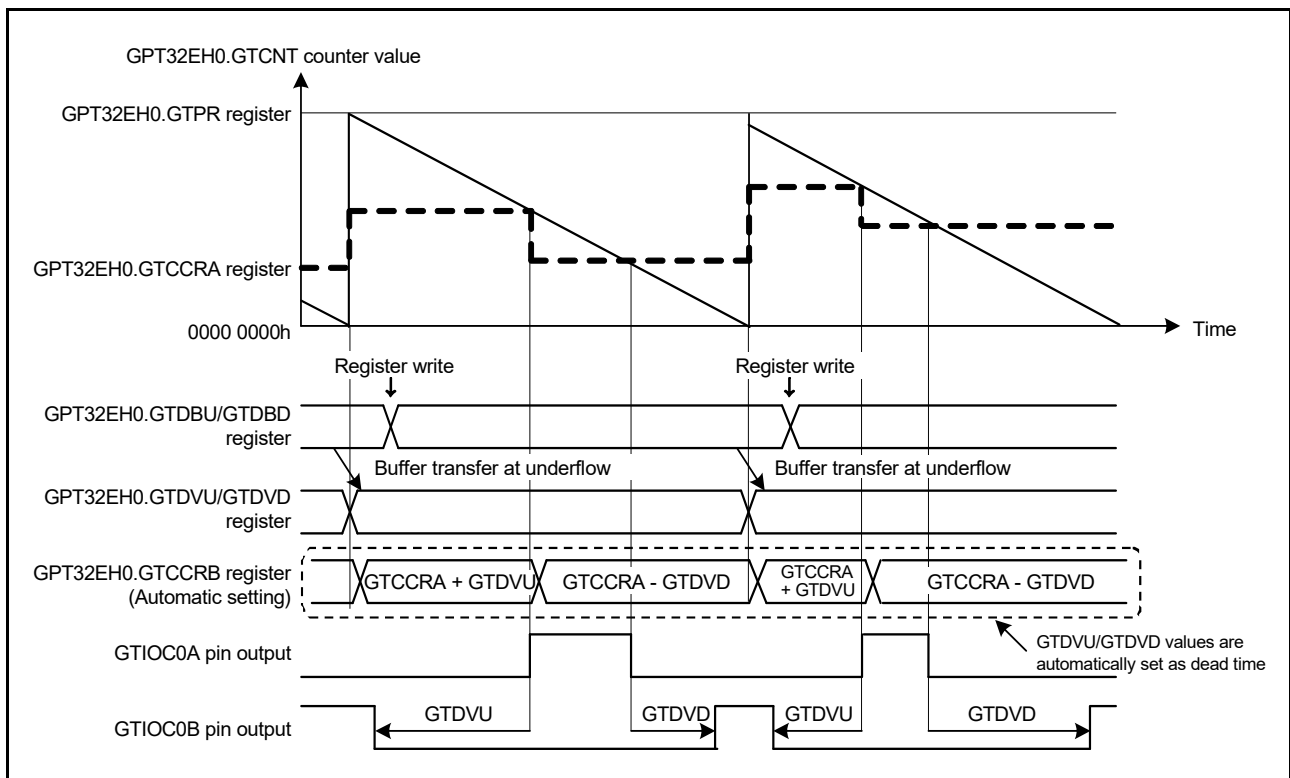 GPT32EH0.GTCNT counter value
GPT32EH0.GTPR register
GPT32EH0.GTCCRA register
0000 0000h
Time
Register write
Register write
GPT32EH0.GTDBU/GTDBD
register
Buffer transfer at underflow
Buffer transfer at underflow
GPT32EH0.GTDVU/GTDVD
register
GPT32EH0.GTCCRB register
(Automatic setting)
GTCCRA + GTDVU
GTCCRA - GTDVD
GTCCRA
+ GTDVU
GTCCRA - GTDVD
GTIOC0A pin output
GTDVU/GTDVD values are
automatically set as dead time
GTIOC0B pin output
GTDVU
GTDVD
GTDVU
GTDVD